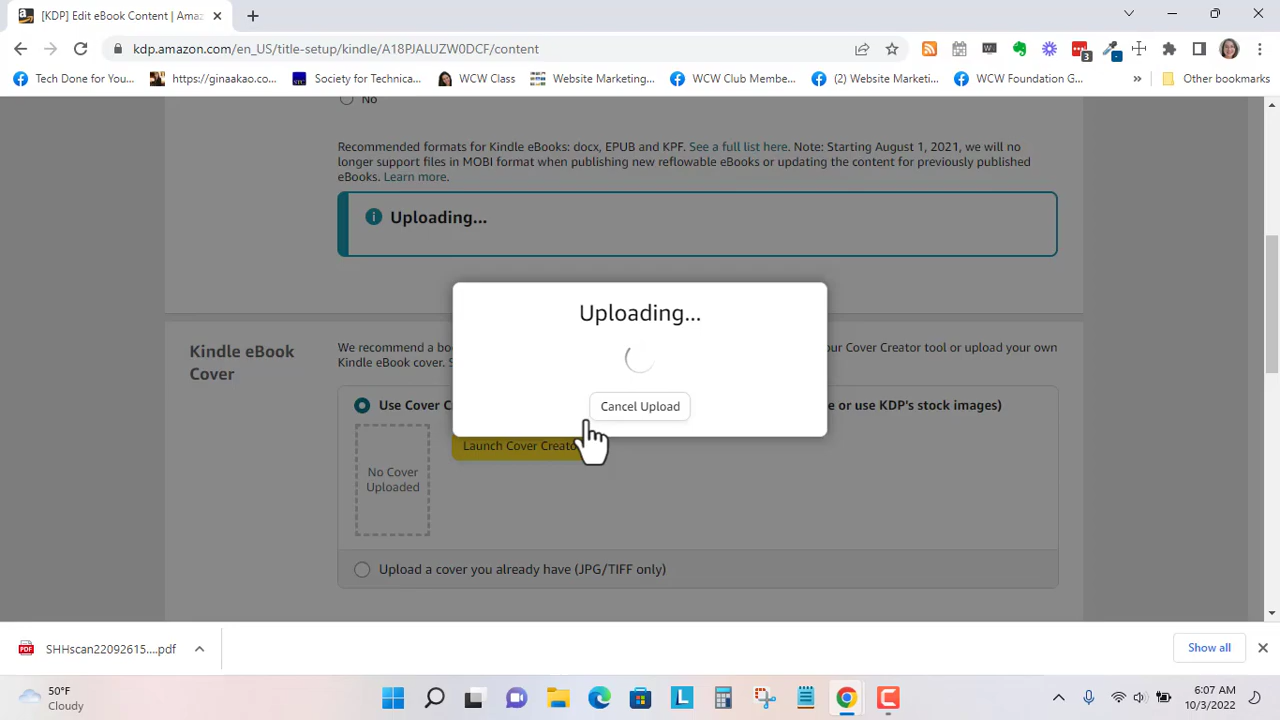 [KDP] Edit eBook Content | Amaz
kdp.amazon.com/en_US/title-setup/kindle/A18PJALUZW0DCF/content
3
Tech Done for You...
https://ginaakao.co...
Society for Technica...
WCW Class
Website Marketing...
WCW Club Membe...
(2) Website Marketi...
WCW Foundation G...
»
Other bookmarks
No
Recommended formats for Kindle eBooks: docx, EPUB and KPF. See a full list here. Note: Starting August 1, 2021, we will no
longer support files in MOBI format when publishing new reflowable eBooks or updating the content for previously published
eBooks. Learn more.
Uploading...
Uploading...
Cancel Upload
Kindle eBook
Cover
We recommend a bo
ur Cover Creator tool or upload your own
Kindle eBook cover.
Use Cover C
e or use KDP's stock images)
No Cover
Uploaded
Launch Cover Creato
Upload a cover you already have (JPG/TIFF only)
SHHscan22092615....pdf
Show all
50°F
Cloudy
6:07 AM
10/3/2022